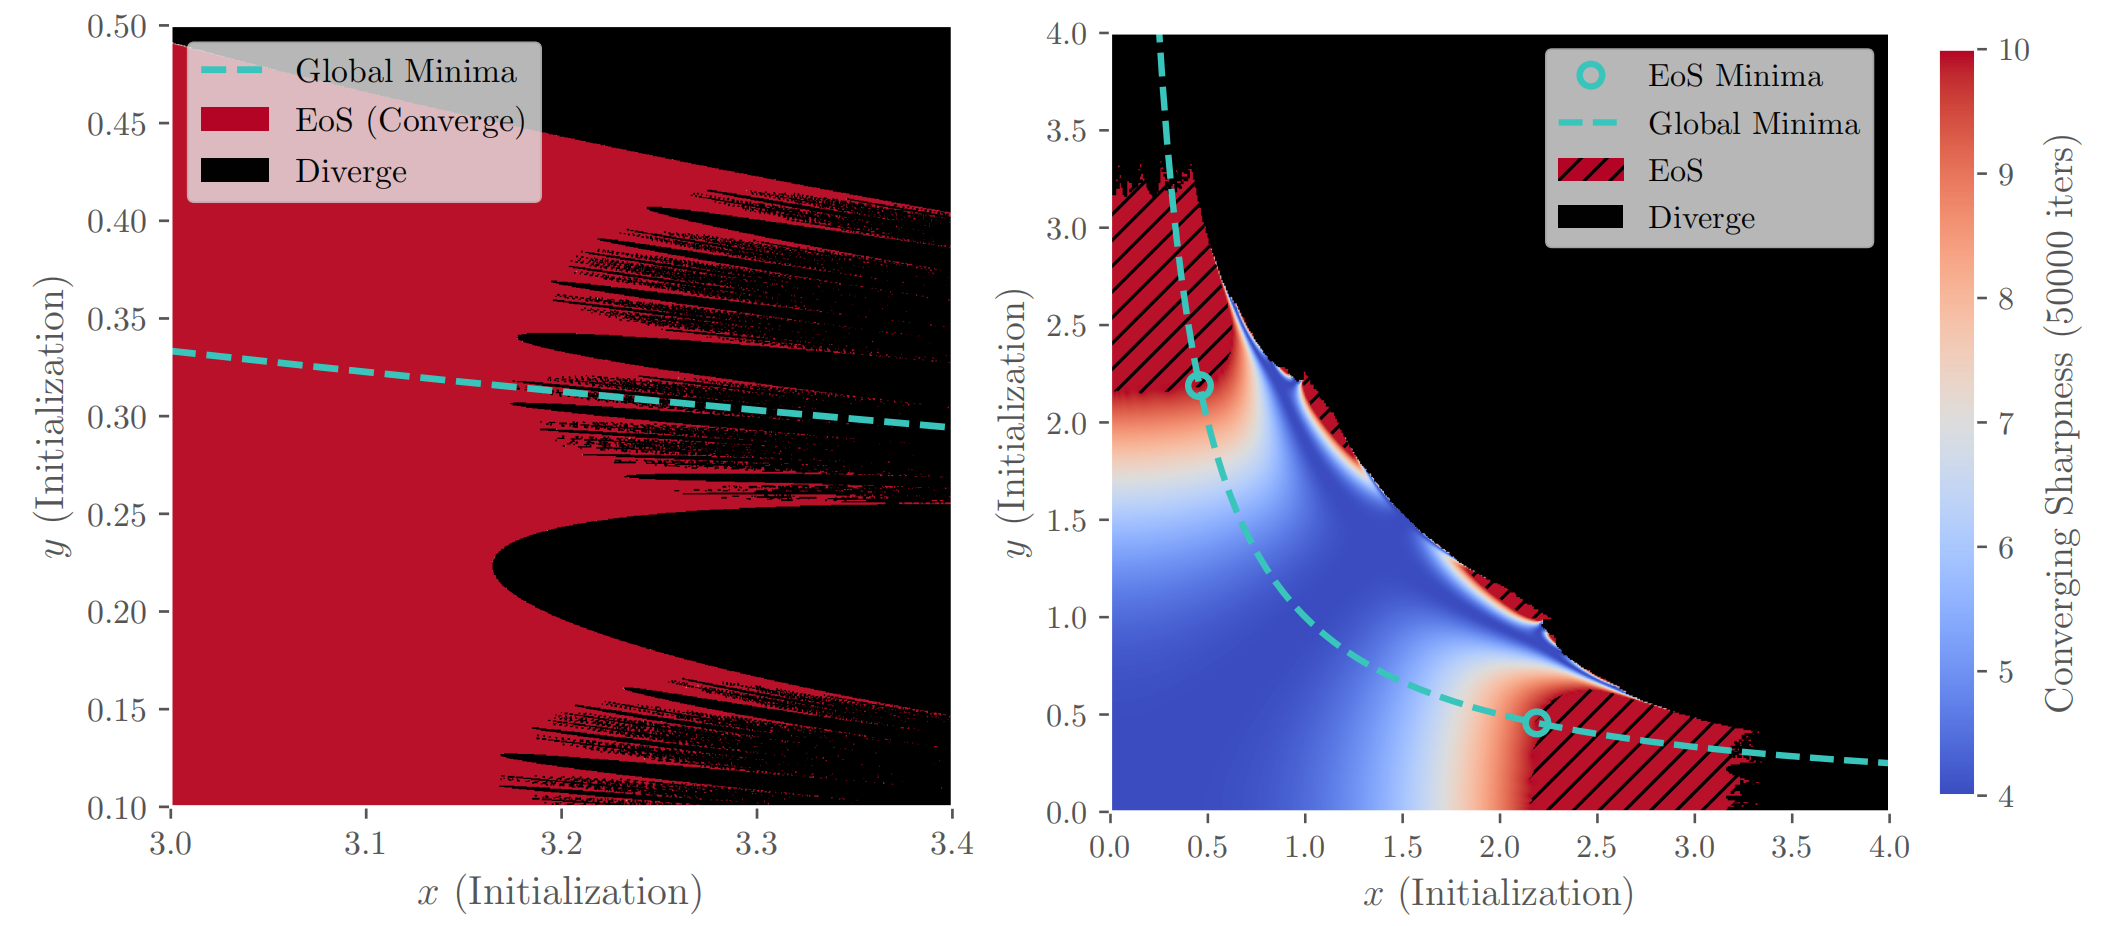 0.50
0.45
0.40
0.35
0.30
0.25
0.20
0.15
0.10
y (Initialization)
Global Minima
EoS (Converge)
Diverge
3.0 3.1 3.2 3.3 3.4
x (Initialization)
4.0
3.5
3.0
2.5
2.0
1.5
1.0
0.5
0.0
y (Initialization)
EoS Minima
Global Minima
EoS
Diverge
0.0 0.5 1.0 1.5 2.0 2.5 3.0 3.5 4.0
x (Initialization)
10
9
8
7
6
5
4
Converging Sharpness (50000 iters)